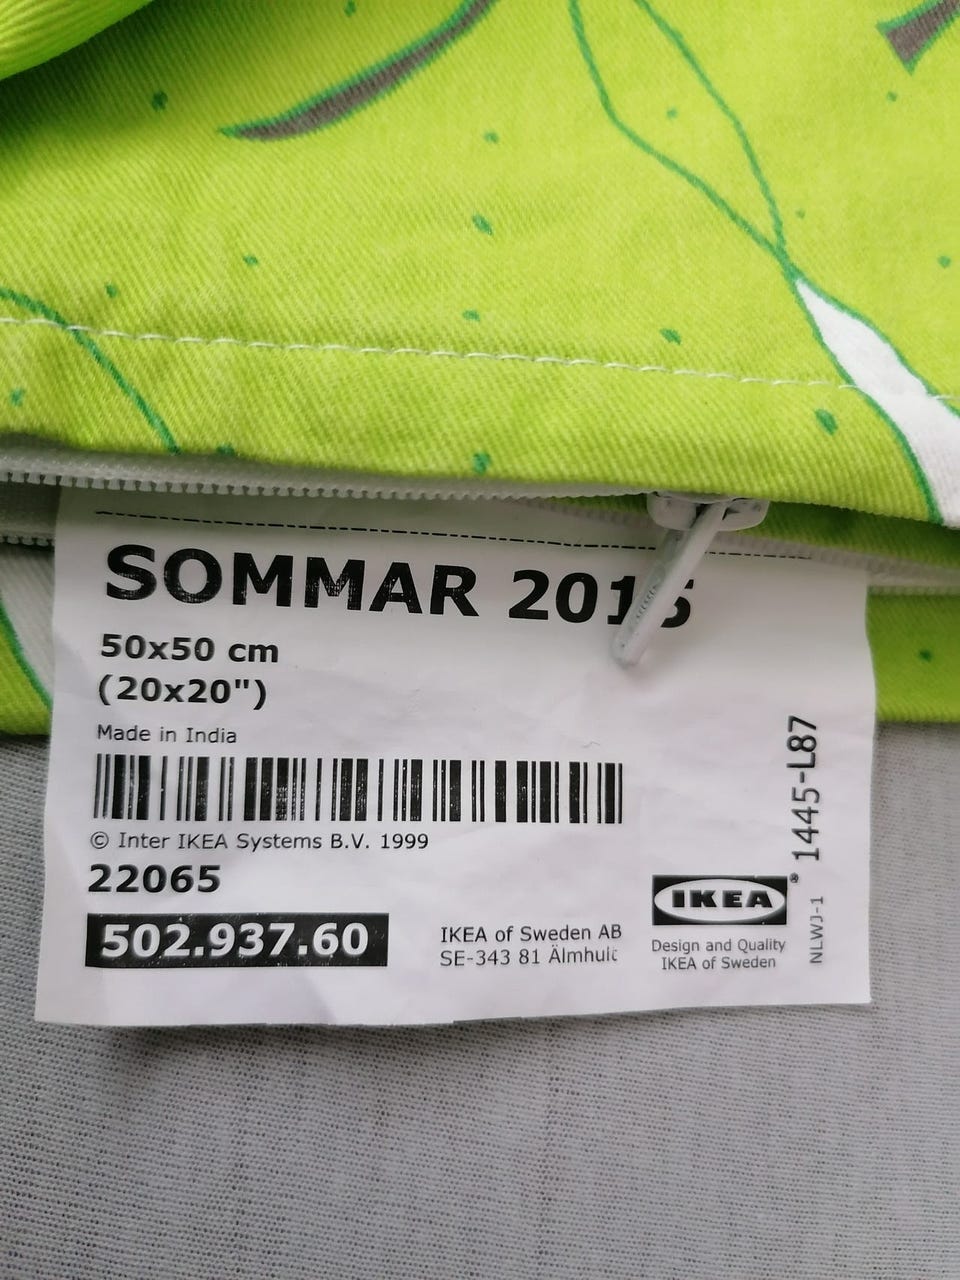 SOMMAR 2015
50x50 cm
(20x20")
Made in India
© Inter IKEA Systems B.V. 1999
22065
502.937.60
IKEA of Sweden AB
SE-343 81 Älmhult
IKEA®
Design and Quality
IKEA of Sweden
1445-L87
NLWJ-1